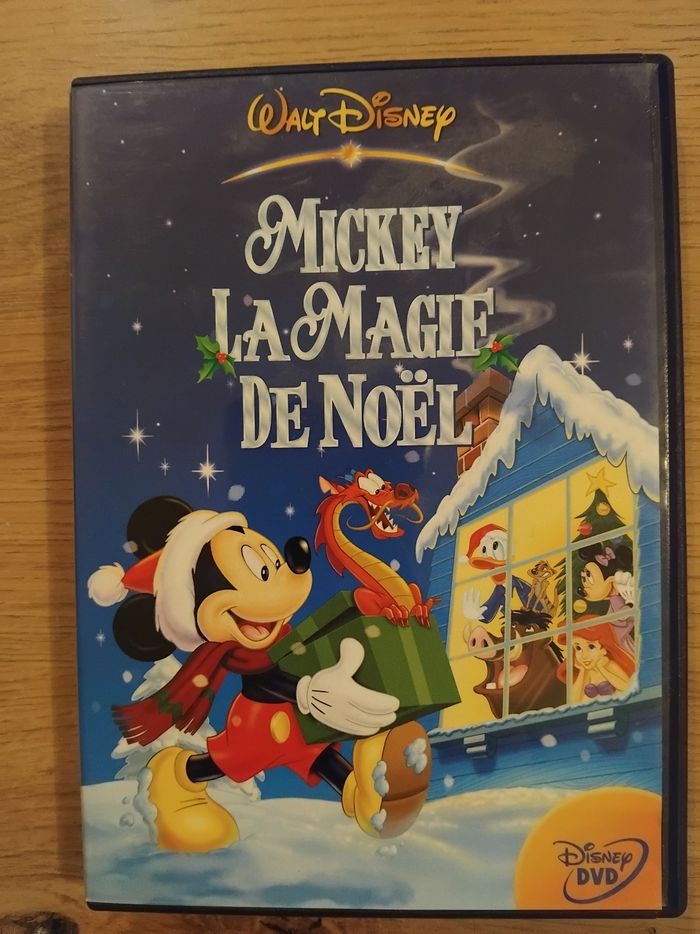 WALT DISNEY
MICKEY
LA MAGIE
DE NOËL
DISNEY
DVD